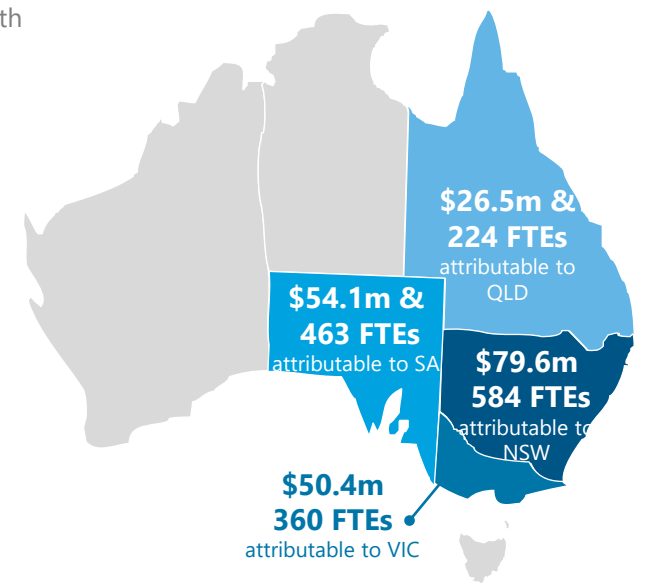 th
$26.5m &
224 FTEs
attributable to
QLD
$54.1m &
463 FTEs
attributable to SA
$79.6m
584 FTEs
attributable to
NSW
$50.4m
360 FTEs
attributable to VIC